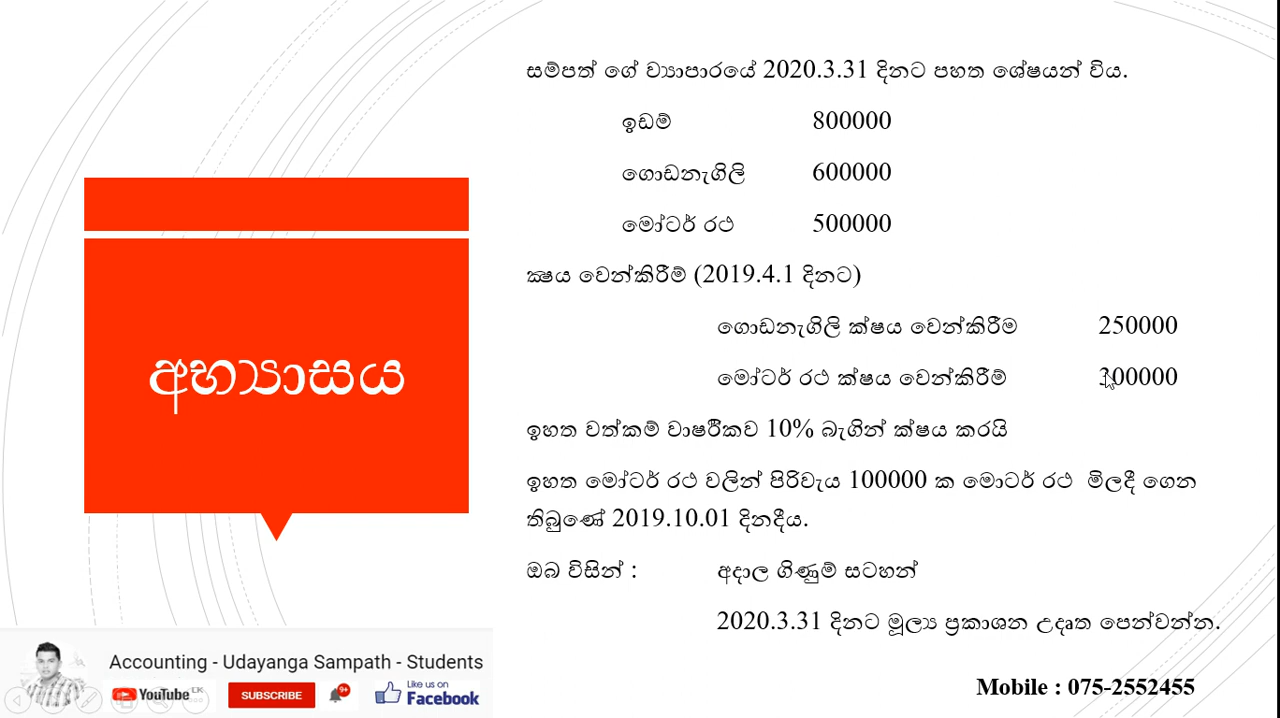 සම්පත් ගේ ව්‍යාපාරයේ 2020.3.31 දිනට පහත ශේෂයන් විය.
ඉඩම් 800000
ගොඩනැගිලි 600000
මෝටර් රථ 500000
ක්‍ෂය වෙන්කිරීම් (2019.4.1 දිනට)
ගොඩනැගිලි ක්ෂය වෙන්කිරීම 250000
මෝටර් රථ ක්ෂය වෙන්කිරීම්
ඉහත වත්කම් වාර්ෂිකව 10% බැගින් ක්ෂය කරයි
ඉහත මෝටර් රථ වලින් පිරිවැය 100000 ක මොටර් රථ මිලදී ගෙන
තිබුණේ 2019.10.01 දිනදීය.
ඔබ විසින් : අදාල ගිණුම් සටහන්
2020.3.31 දිනට මූල්‍ය ප්‍රකාශන උදෘත පෙන්වන්න.
අභ්‍යාසය
Accounting - Udayanga Sampath - Students
YouTube LK
SUBSCRIBE
9+
Like us on
Facebook
Mobile : 075-2552455